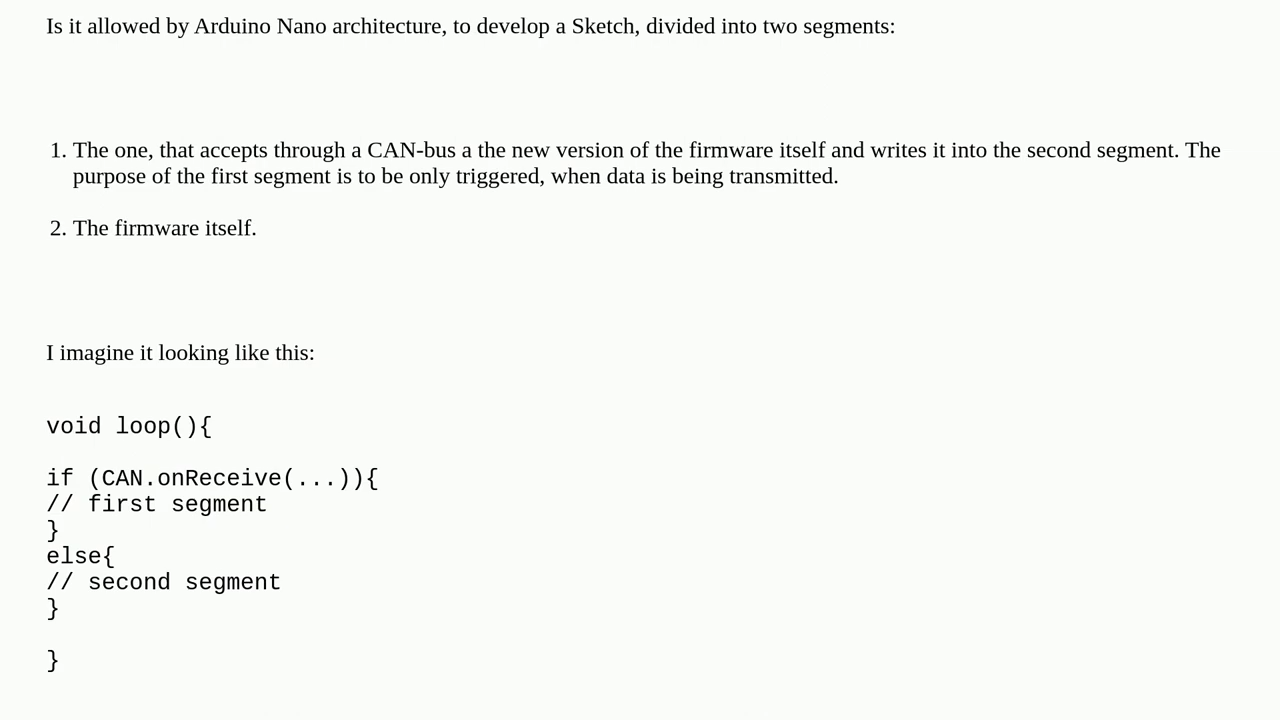 Is it allowed by Arduino Nano architecture, to develop a Sketch, divided into two segments:
1. The one, that accepts through a CAN-bus a the new version of the firmware itself and writes it into the second segment. The
purpose of the first segment is to be only triggered, when data is being transmitted.
2. The firmware itself.
I imagine it looking like this:
void loop(){
if (CAN.onReceive(...)){
// first segment
}
else{
// second segment
}
}